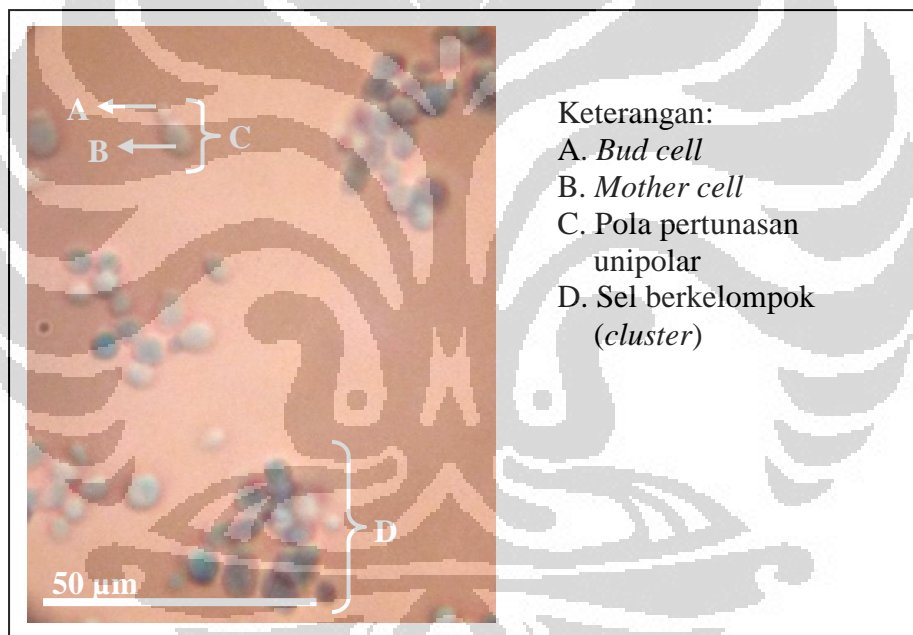 A
B
C
D
50 µm
Keterangan:
A. Bud cell
B. Mother cell
C. Pola pertunasan
unipolar
D. Sel berkelompok
(cluster)